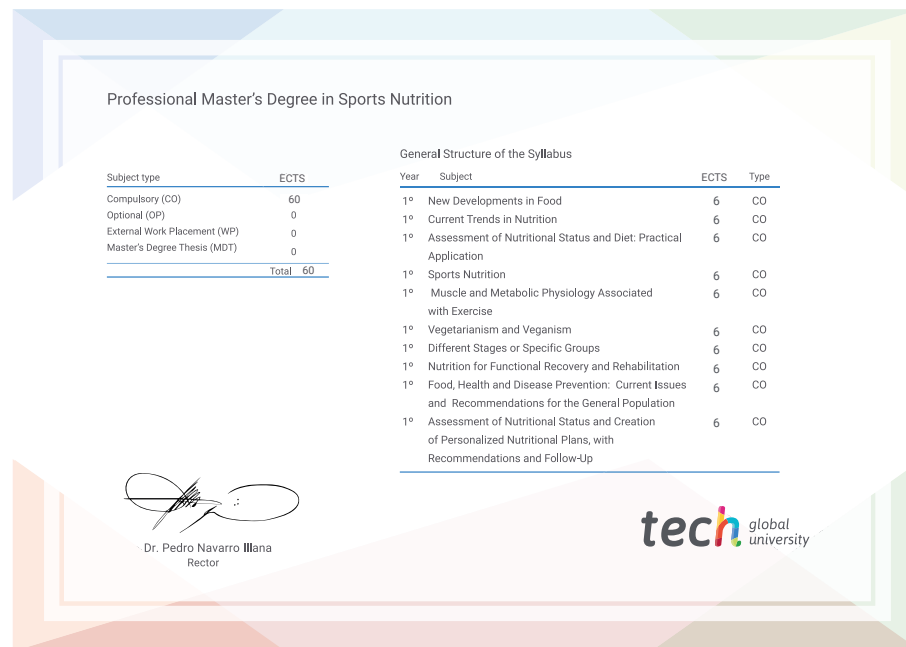 Professional Master's Degree in Sports Nutrition
Subject type ECTS
Compulsory (CO) 60
Optional (OP) 0
External Work Placement (WP) 0
Master's Degree Thesis (MDT) 0
Total 60
General Structure of the Syllabus
Year Subject ECTS Type
1º New Developments in Food 6 CO
1º Current Trends in Nutrition 6 CO
1º Assessment of Nutritional Status and Diet: Practical 6 CO
Application
1º Sports Nutrition 6 CO
1º Muscle and Metabolic Physiology Associated 6 CO
with Exercise
1º Vegetarianism and Veganism 6 CO
1º Different Stages or Specific Groups 6 CO
1º Nutrition for Functional Recovery and Rehabilitation 6 CO
1º Food, Health and Disease Prevention: Current Issues 6 CO
and Recommendations for the General Population
1º Assessment of Nutritional Status and Creation 6 CO
of Personalized Nutritional Plans, with
Recommendations and Follow-Up
Dr. Pedro Navarro Illana
Rector
tech global
university